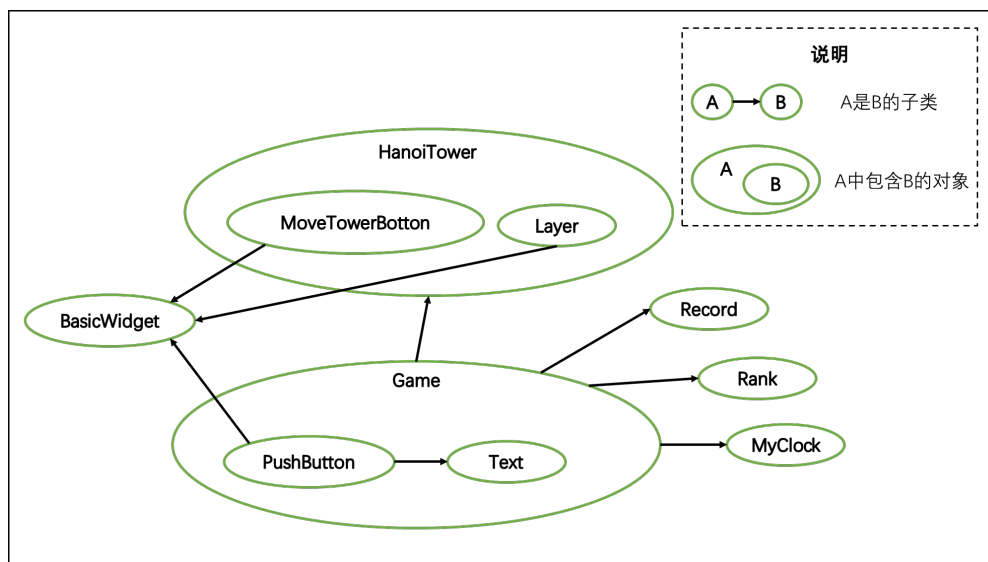 说明
A
B
A是B的子类
A
B
A中包含B的对象
HanoiTower
MoveTowerBotton
Layer
BasicWidget
Record
Game
Rank
MyClock
PushButton
Text